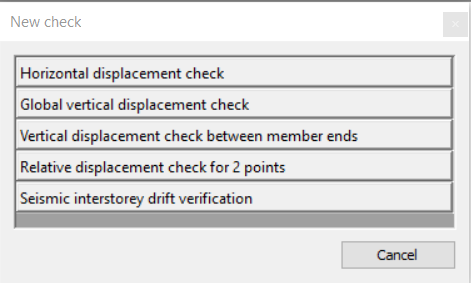 New check
Horizontal displacement check
Global vertical displacement check
Vertical displacement check between member ends
Relative displacement check for 2 points
Seismic interstorey drift verification
Cancel